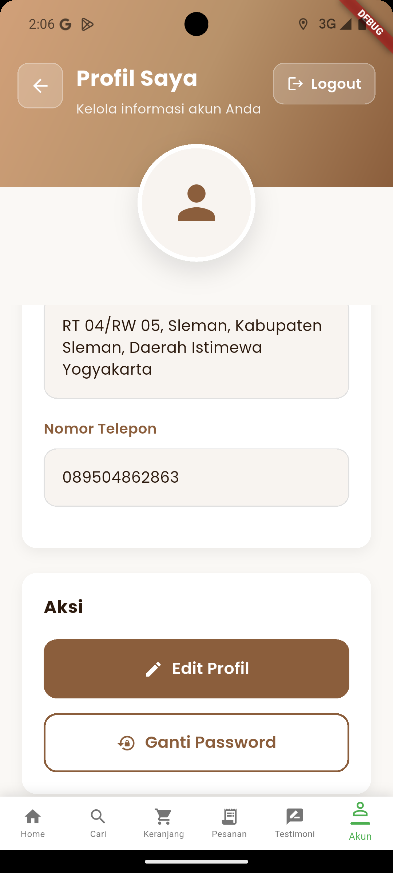 2:06 G 3G
DEBUG
Profil Saya
Kelola informasi akun Anda
Logout
RT 04/RW 05, Sleman, Kabupaten
Sleman, Daerah Istimewa
Yogyakarta
Nomor Telepon
089504862863
Aksi
Edit Profil
Ganti Password
Home Cari Keranjang Pesanan Testimoni Akun